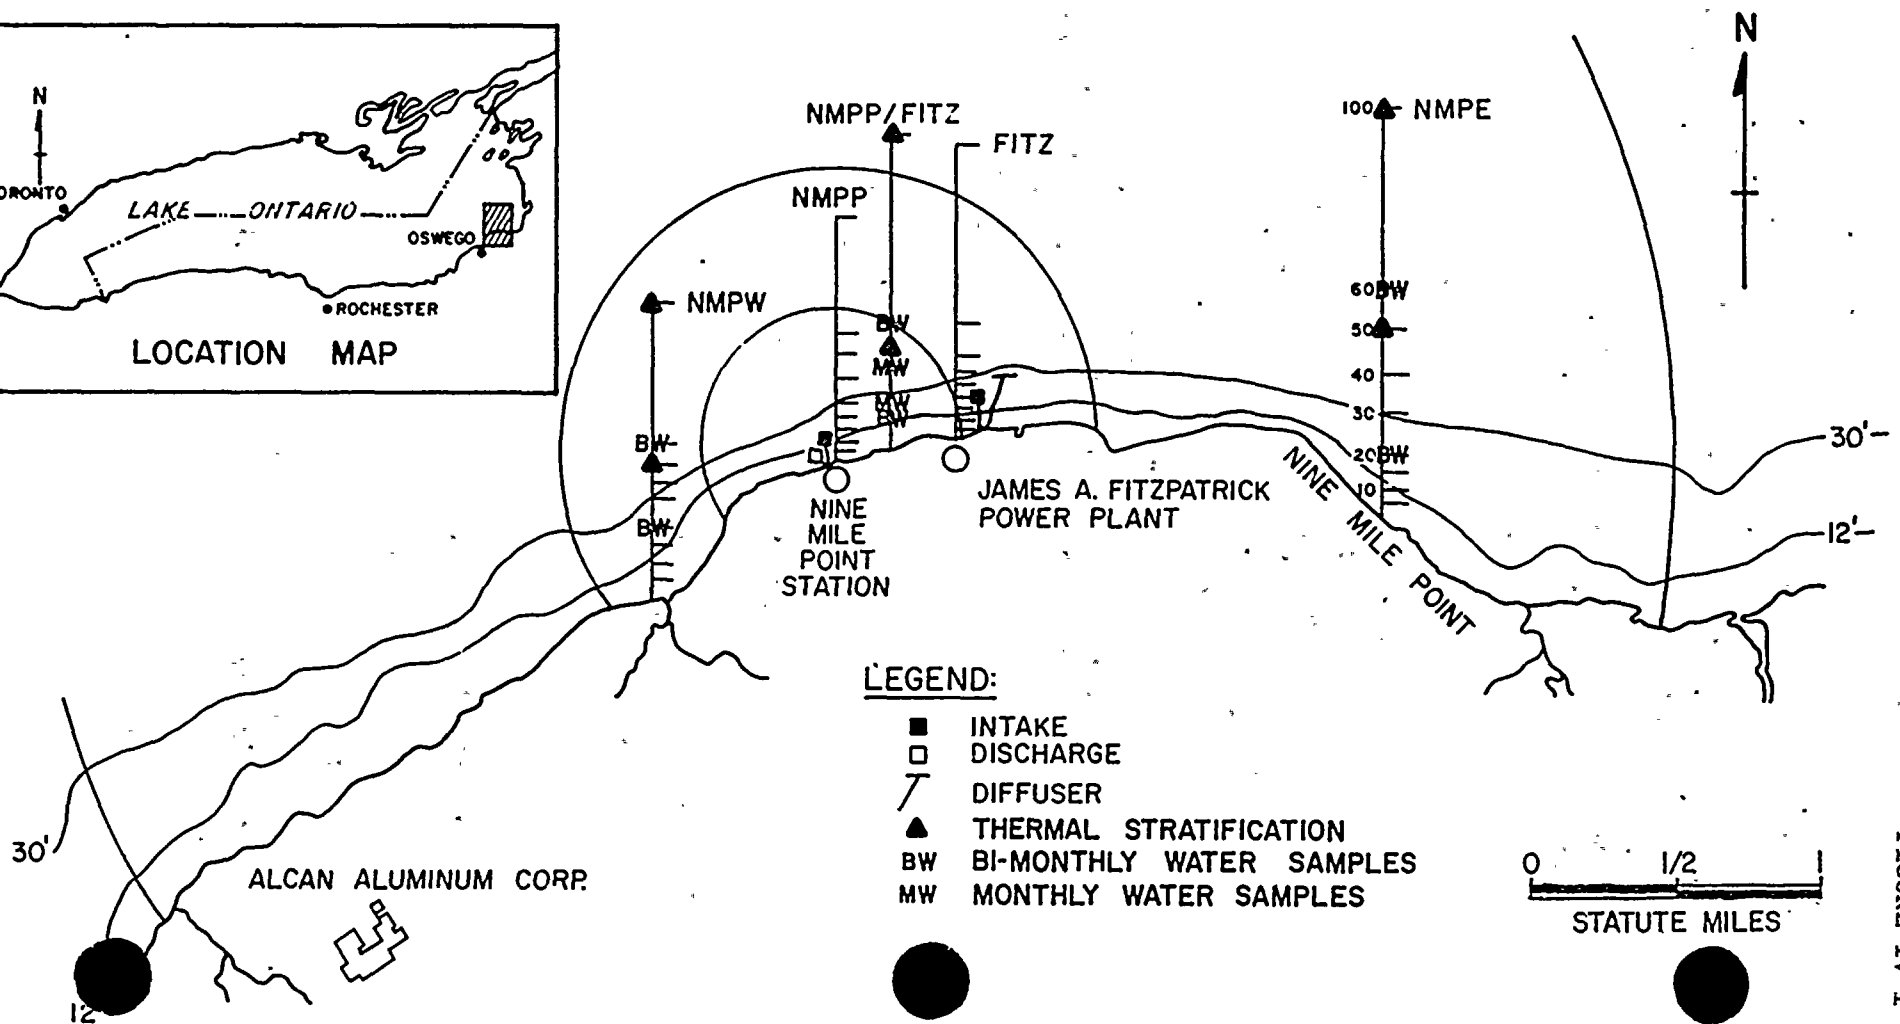 N
ORONTO
LAKE ONTARIO
OSWEGO
ROCHESTER
LOCATION MAP
NMPW
BW
BW
NMPP
NMPP/FITZ
BW
MW
MW
BW
FITZ
100 NMPE
60 BW
50
40
30
20 BW
10
N
30'
12'
NINE
MILE
POINT
STATION
JAMES A. FITZPATRICK
POWER PLANT
NINE MILE POINT
LEGEND:
INTAKE
DISCHARGE
DIFFUSER
THERMAL STRATIFICATION
BW BI-MONTHLY WATER SAMPLES
MW MONTHLY WATER SAMPLES
30'
ALCAN ALUMINUM CORP.
12'
0 1/2 1
STATUTE MILES